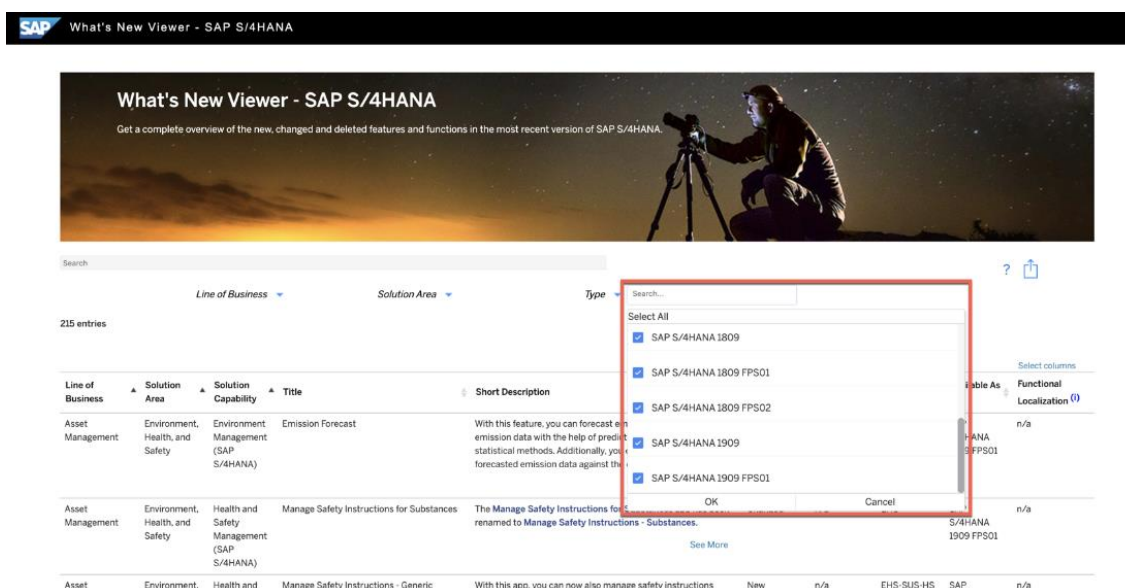 SAP What's New Viewer - SAP S/4HANA
What's New Viewer - SAP S/4HANA
Get a complete overview of the new, changed and deleted features and functions in the most recent version of SAP S/4HANA.
Search
?
Line of Business
Solution Area
Type
Search...
215 entries
Select All
SAP S/4HANA 1809
SAP S/4HANA 1809 FPS01
SAP S/4HANA 1809 FPS02
SAP S/4HANA 1909
SAP S/4HANA 1909 FPS01
OK
Cancel
Select columns
Line of
Business
Solution
Area
Solution
Capability
Title
Short Description
As
Functional
Localization (i)
Asset
Management
Environment,
Health, and
Safety
Environment
Management
(SAP
S/4HANA)
Emission Forecast
With this feature, you can forecast
emission data with the help of
statistical methods. Additionally,
forecasted emission data against the
FPS01
n/a
Asset
Management
Environment,
Health, and
Safety
Health and
Safety
Management
(SAP
S/4HANA)
Manage Safety Instructions for Substances
The Manage Safety Instructions for
renamed to Manage Safety Instructions - Substances.
See More
S/4HANA
1909 FPS01
n/a
Asset
Environment,
Health and
Manage Safety Instructions - Generic
With this app, you can now also manage safety instructions
New
n/a
EHS-SUS-HS
SAP
n/a